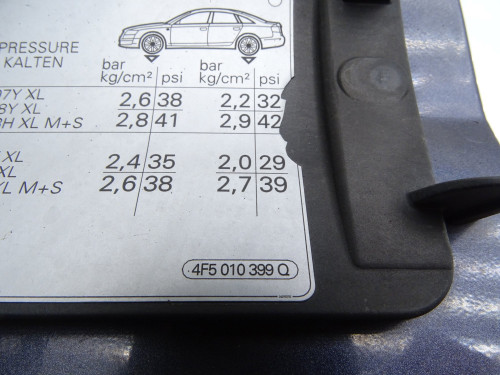 PRESSURE
KALTEN
bar psi bar psi
kg/cm² kg/cm²
97Y XL 2,6 38 2,2 32
8Y XL
H XL M+S 2,8 41 2,9 42
XL 2,4 35 2,0 29
XL
XL M+S 2,6 38 2,7 39
4F5 010 399 Q